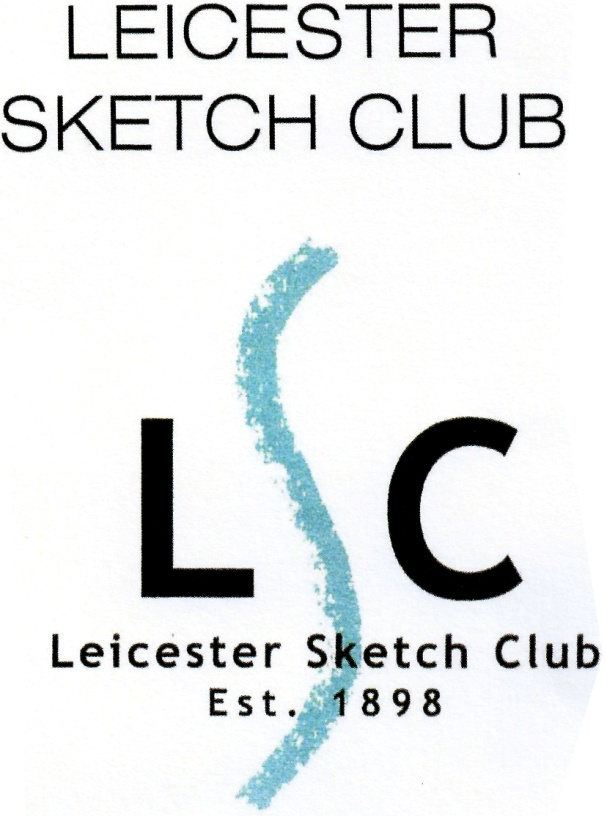 LEICESTER
SKETCH CLUB
LSC
Leicester Sketch Club
Est. 1898